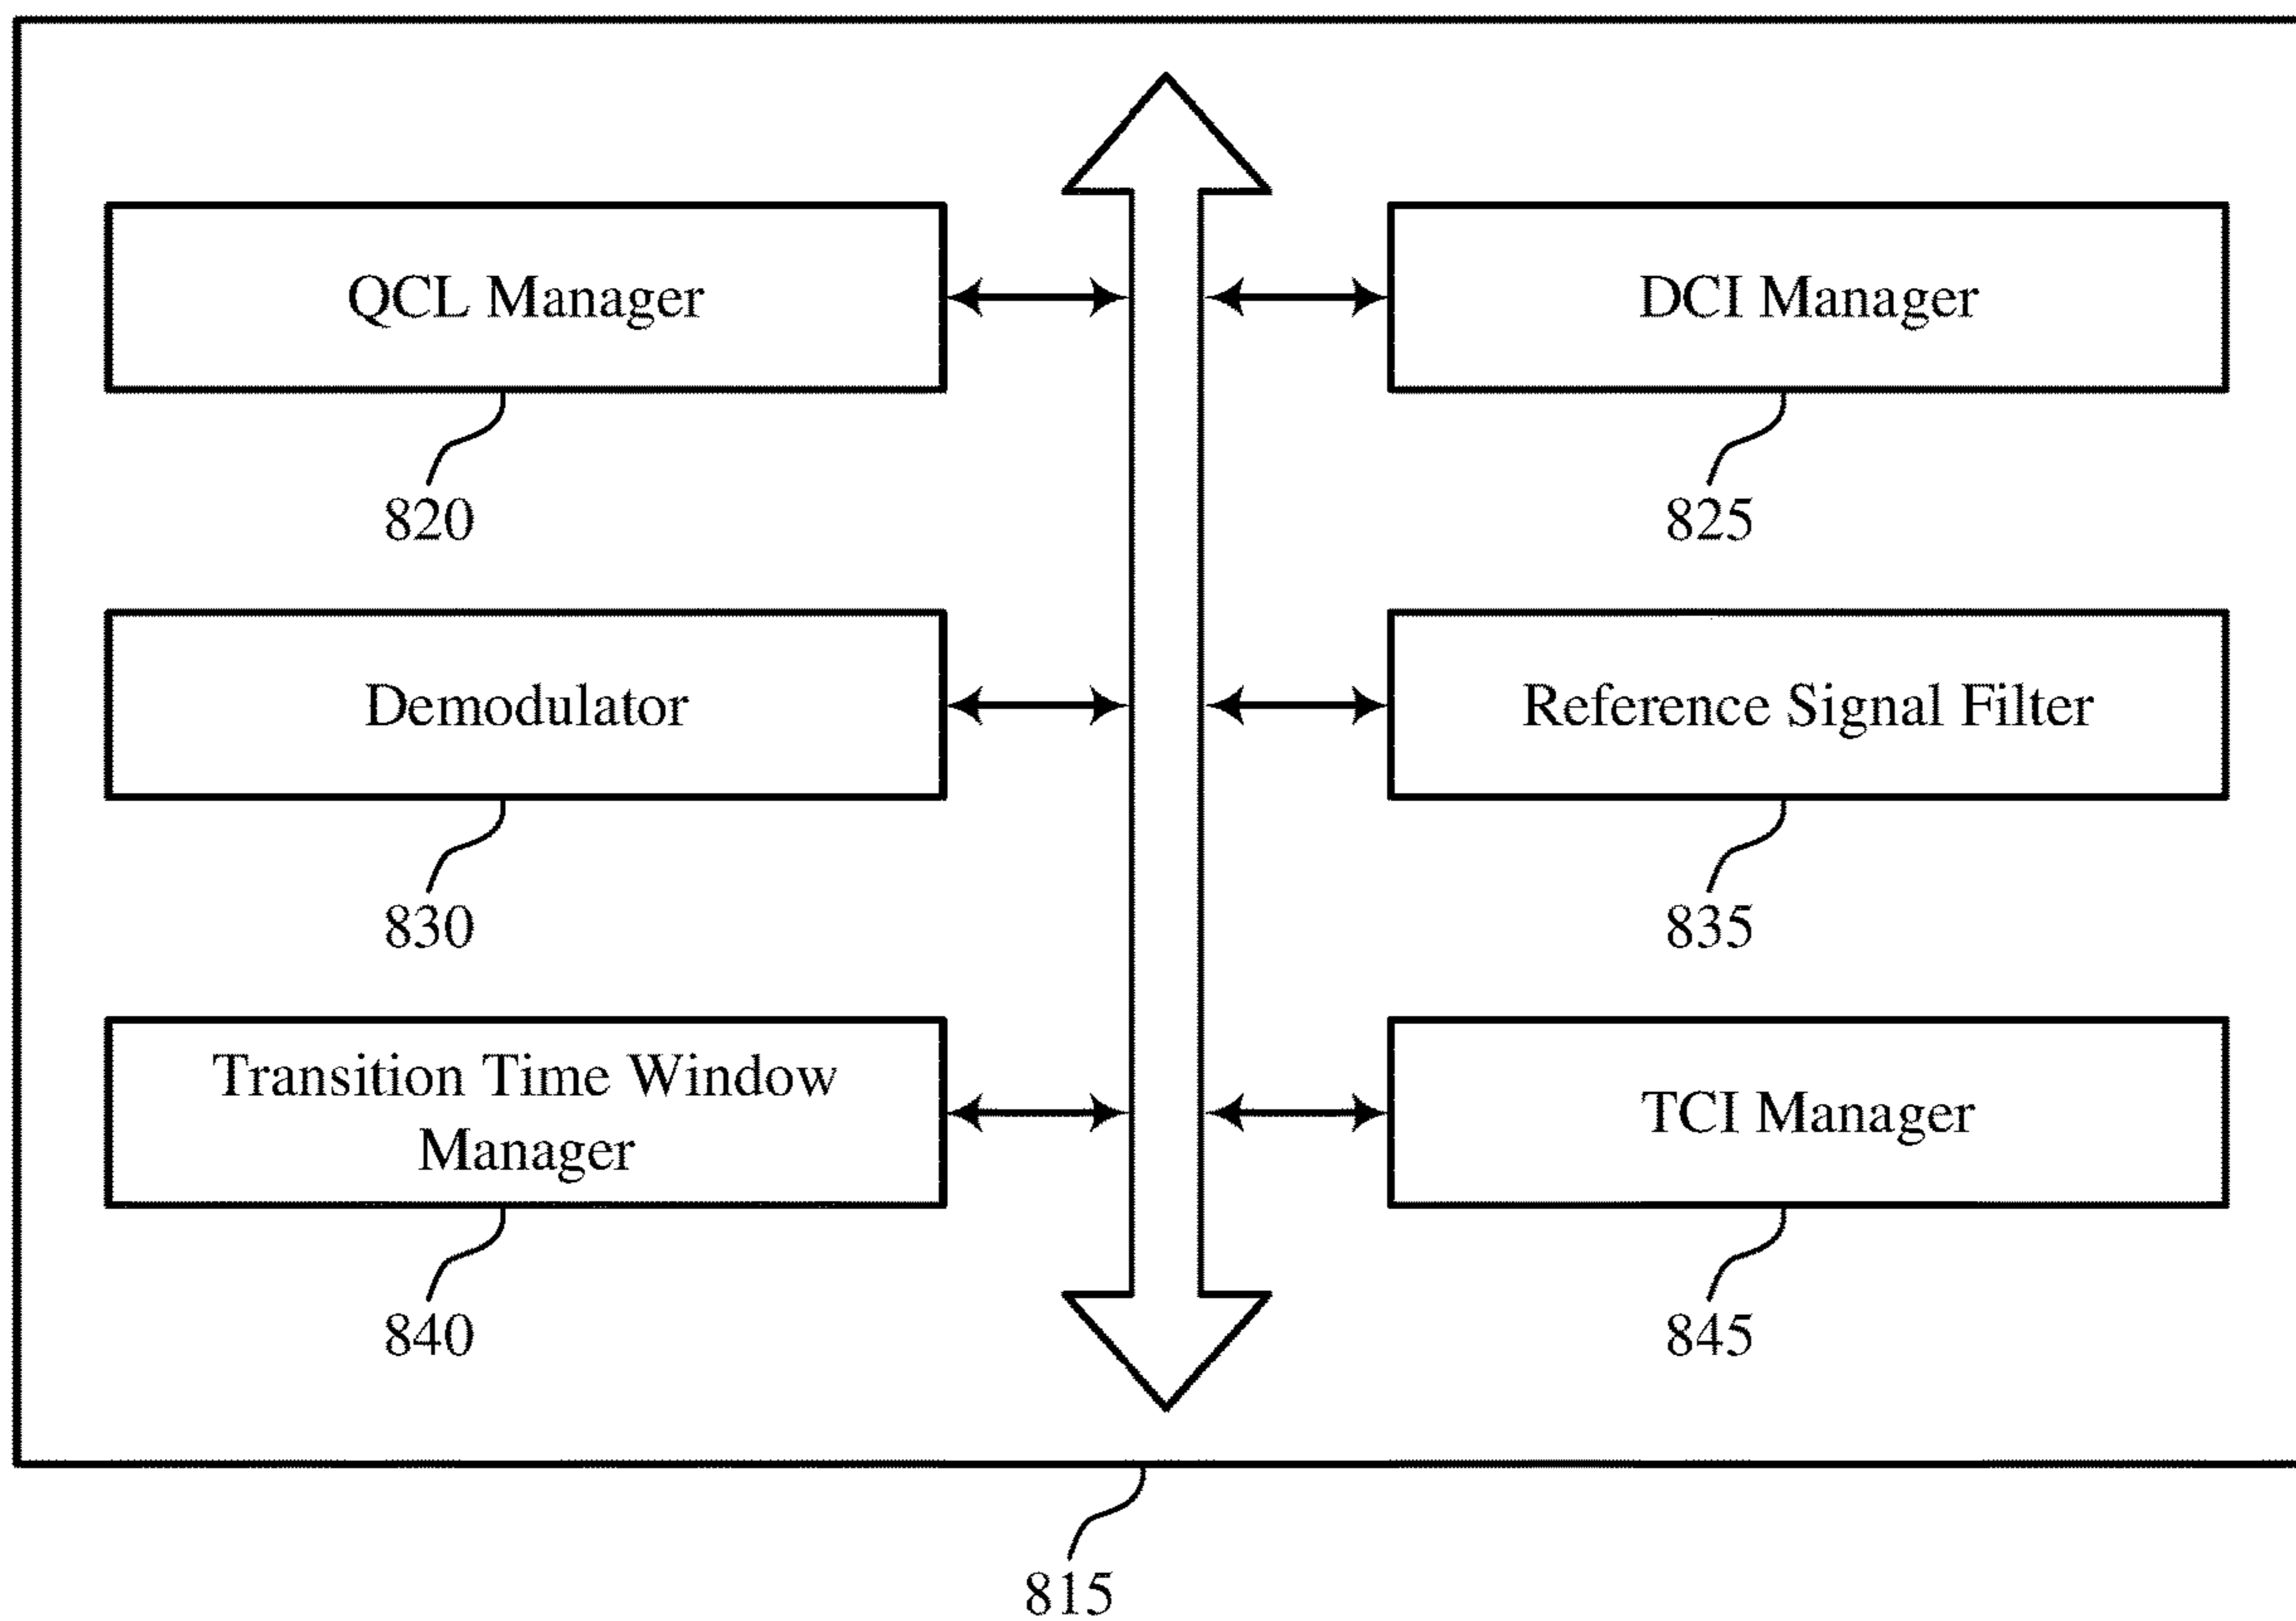 QCL Manager
DCI Manager
820
825
Demodulator
Reference Signal Filter
830
835
Transition Time Window
Manager
TCI Manager
840
845
815